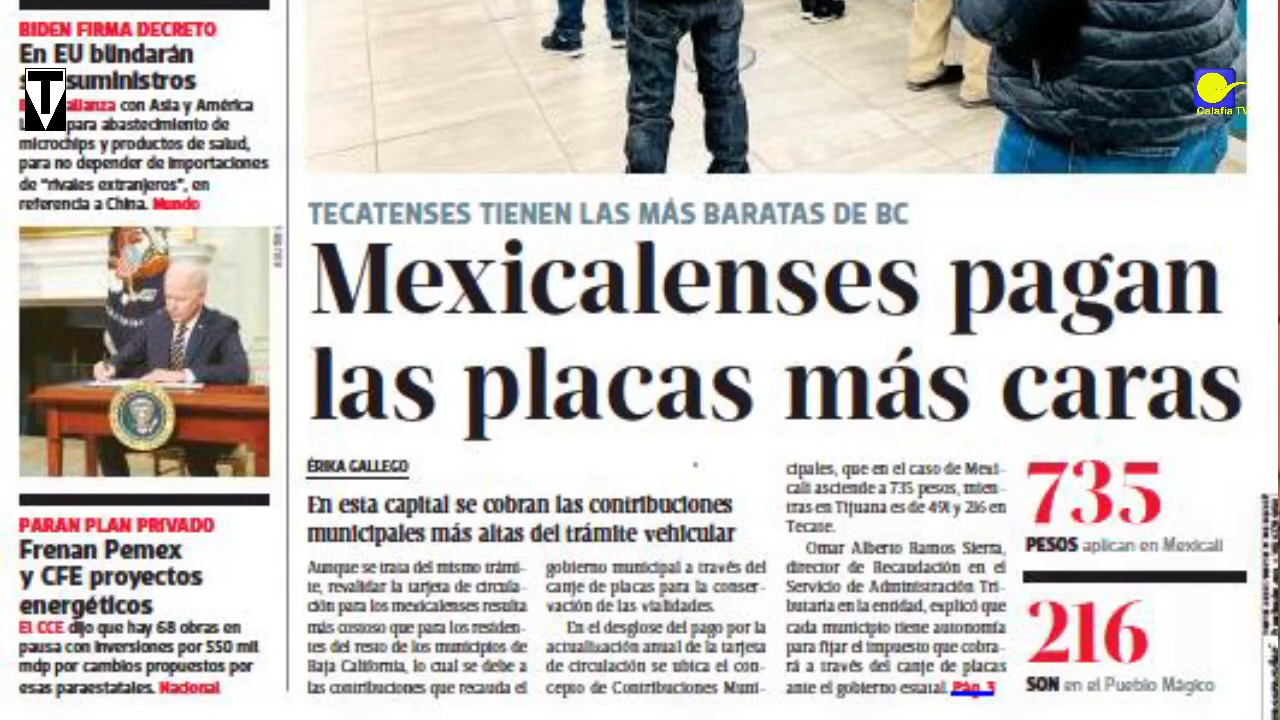 BIDEN FIRMA DECRETO
En EU blindarán
suministros
alianza con Asia y América
para abastecimiento de
microchips y productos de salud,
para no depender de importaciones
de "rivales extranjeros", en
referencia a China. Mundo
PARAN PLAN PRIVADO
Frenan Pemex
y CFE proyectos
energéticos
El CCE dijo que hay 68 obras en
pausa con inversiones por 550 mil
mdp por cambios propuestos por
esas paraestatales. Nacional
T
Calafia TV
TECATENSES TIENEN LAS MÁS BARATAS DE BC
Mexicalenses pagan
las placas más caras
ÉRIKA GALLEGO
En esta capital se cobran las contribuciones
municipales más altas del trámite vehicular
Aunque se trata del mismo trámi-
te, revalidar la tarjeta de circula-
ción para los mexicalenses resulta
más costoso que para los residen-
tes del resto de los municipios de
Baja California, lo cual se debe a
las contribuciones que recauda el
gobierno municipal a través del
canje de placas para la conser-
vación de las vialidades.
En el desglose del pago por la
actualización anual de la tarjeta
de circulación se ubica el con-
cepto de Contribuciones Muni-
cipales, que en el caso de Mexi-
cali asciende a 735 pesos, mien-
tras en Tijuana es de 491 y 216 en
Tecate.
Omar Alberto Ramos Sierra,
director de Recaudación en el
Servicio de Administración Tri-
butaria en la entidad, explicó que
cada municipio tiene autonomía
para fijar el impuesto que cobra-
rá a través del canje de placas
ante el gobierno estatal. Pág. 3
735
PESOS aplican en Mexicali
216
SON en el Pueblo Mágico